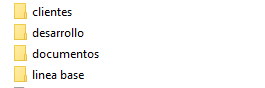 clientes
desarrollo
documentos
linea base